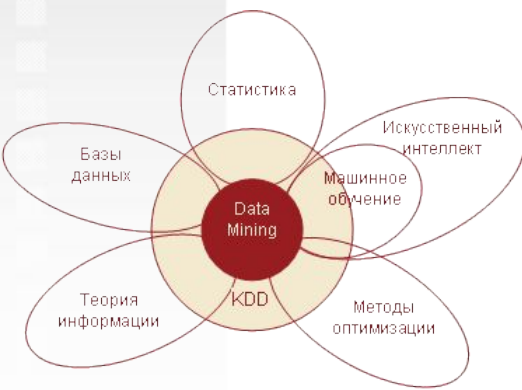 Статистика
Искусственный
интеллект
Базы
данных
Машинное
обучение
Data
Mining
Теория
информации
KDD
Методы
оптимизации